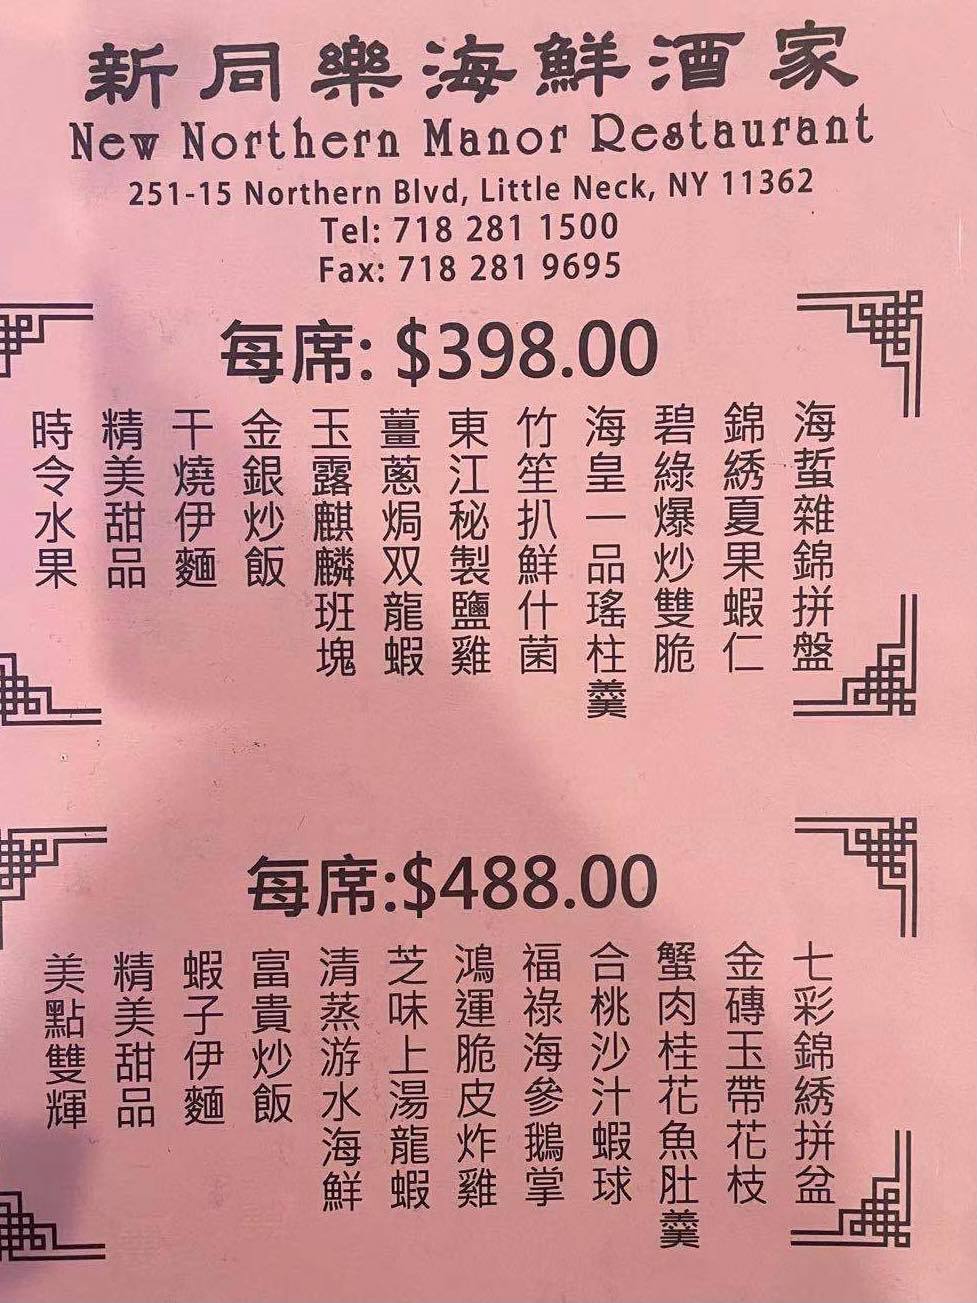 新同樂海鮮酒家
New Northern Manor Restaurant
251-15 Northern Blvd, Little Neck, NY 11362
Tel: 718 281 1500
Fax: 718 281 9695
每席: $398.00
海蜇雜錦拼盤
錦綉夏果蝦仁
碧綠爆炒雙脆
海皇一品瑤柱羹
竹笙扒鮮什菌
東江秘製鹽雞
薑蔥焗双龍蝦
玉露麒麟班塊
金銀炒飯
干燒伊麵
精美甜品
時令水果
每席:$488.00
七彩錦綉拼盆
金磚玉帶花枝
蟹肉桂花魚肚羹
合桃沙汁蝦球
福祿海參鵝掌
鴻運脆皮炸雞
芝味上湯龍蝦
清蒸游水海鮮
富貴炒飯
蝦子伊麵
精美甜品
美點雙輝